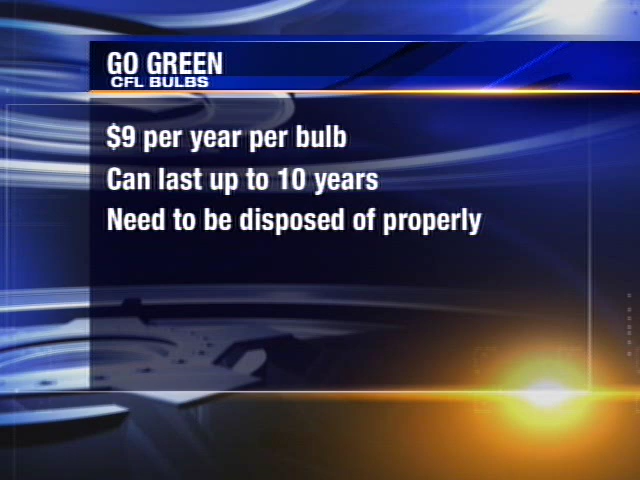 GO GREEN
CFL BULBS
$9 per year per bulb
Can last up to 10 years
Need to be disposed of properly